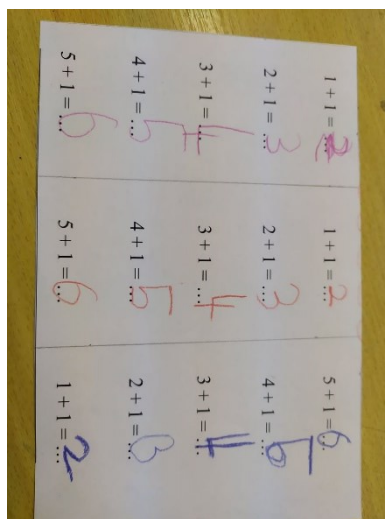 1 + 1 = 2
2 + 1 = 3
3 + 1 = 4
4 + 1 = 5
5 + 1 = 6
1 + 1 = 2
2 + 1 = 3
3 + 1 = 4
4 + 1 = 5
5 + 1 = 6
5 + 1 = 6
4 + 1 = 5
3 + 1 = 4
2 + 1 = 3
1 + 1 = 2